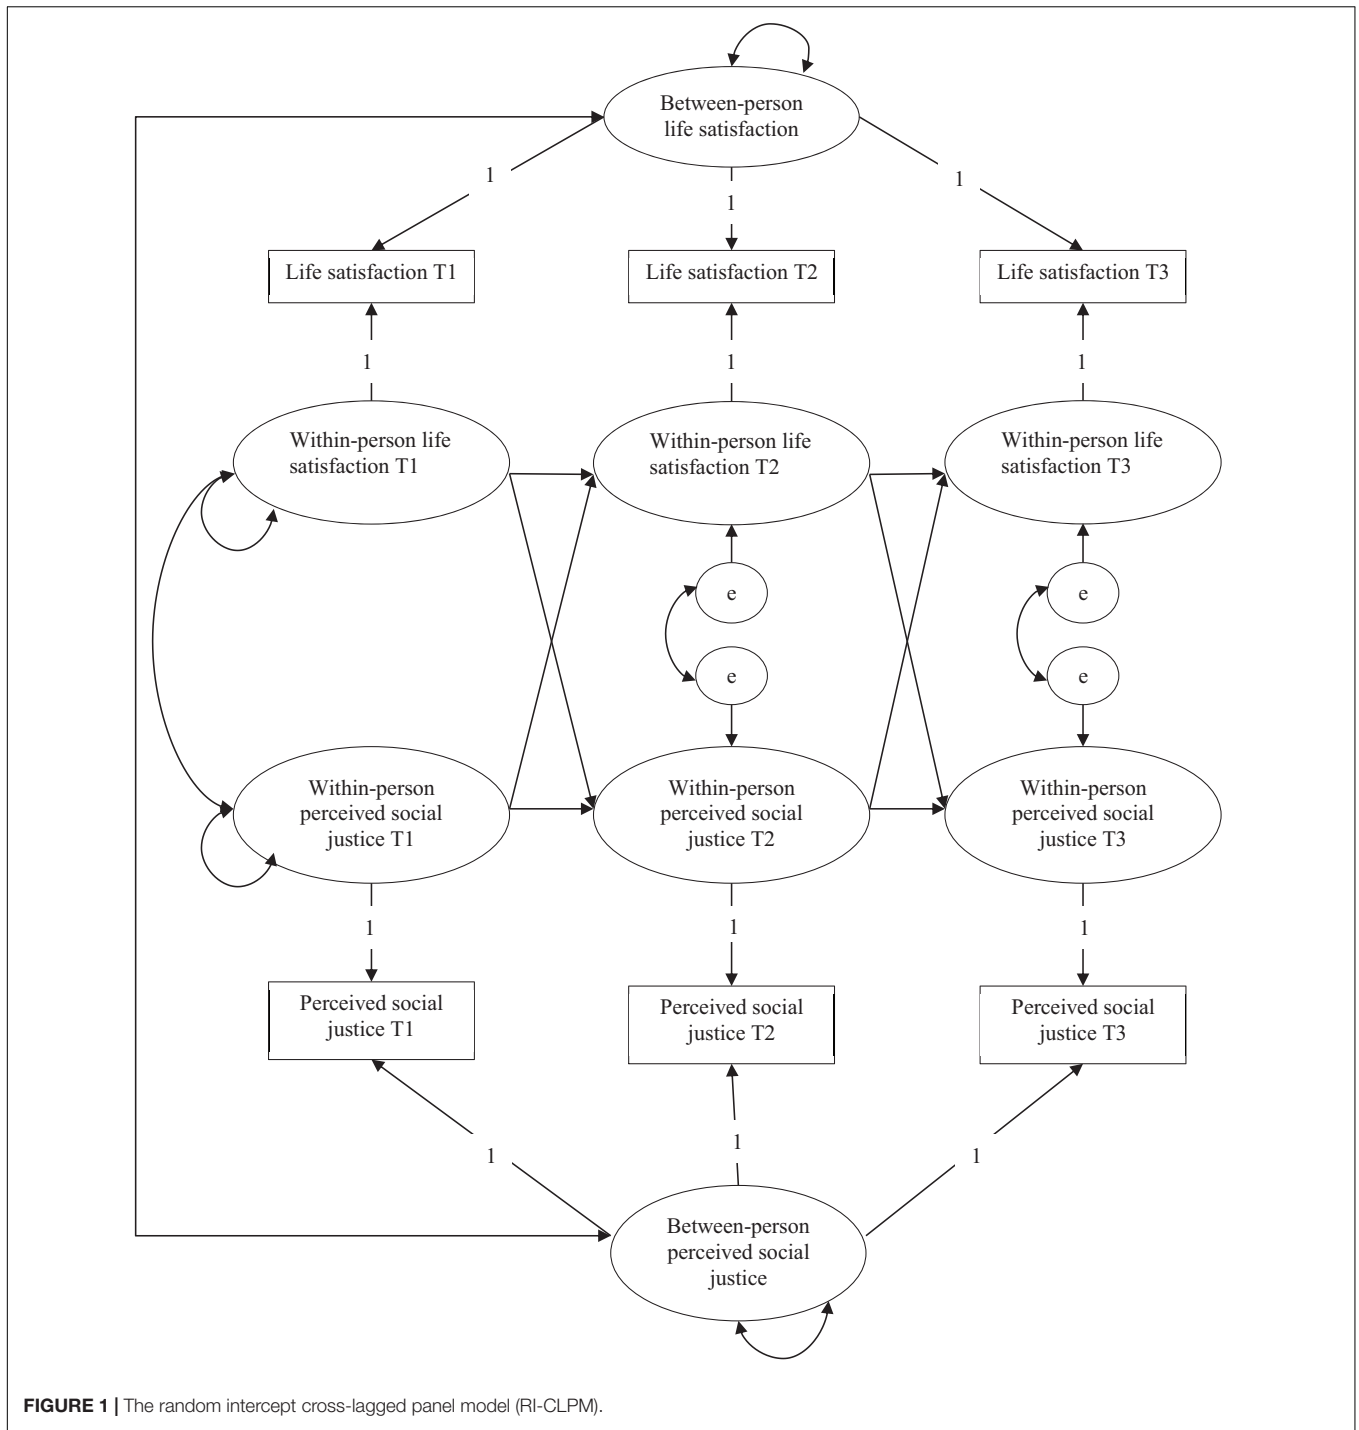 Between-person
life satisfaction
1
1
1
Life satisfaction T1
Life satisfaction T2
Life satisfaction T3
1
1
1
Within-person life
satisfaction T1
Within-person life
satisfaction T2
Within-person life
satisfaction T3
e
e
e
e
Within-person
perceived social
justice T1
Within-person
perceived social
justice T2
Within-person
perceived social
justice T3
1
1
1
Perceived social
justice T1
Perceived social
justice T2
Perceived social
justice T3
1
1
1
Between-person
perceived social
justice
FIGURE 1 | The random intercept cross-lagged panel model (RI-CLPM).